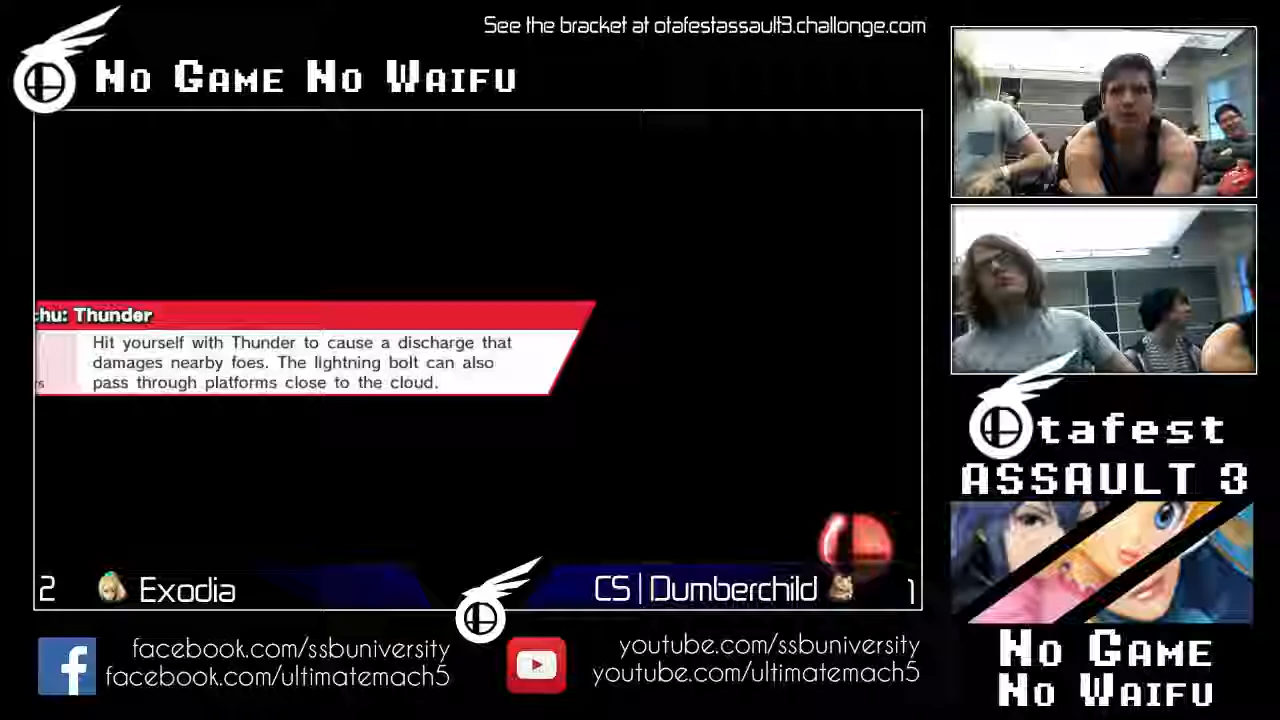 See the bracket at otafestassault3.challonge.com
No Game No Waifu
chu: Thunder
Hit yourself with Thunder to cause a discharge that
damages nearby foes. The lightning bolt can also
pass through platforms close to the cloud.
rs
2 Exodia CS | Dumberchild 1
facebook.com/ssbuniversity
facebook.com/ultimatemach5
youtube.com/ssbuniversity
youtube.com/ultimatemach5
tafest
ASSAULT 3
No Game
No Waifu